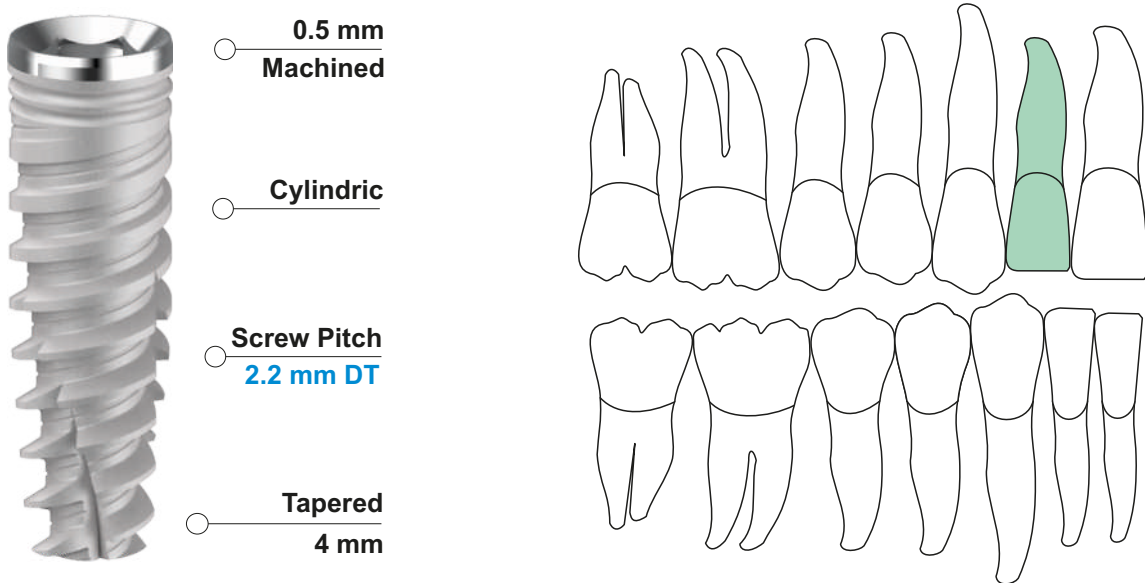 0.5 mm
Machined
Cylindric
Screw Pitch
2.2 mm DT
Tapered
4 mm